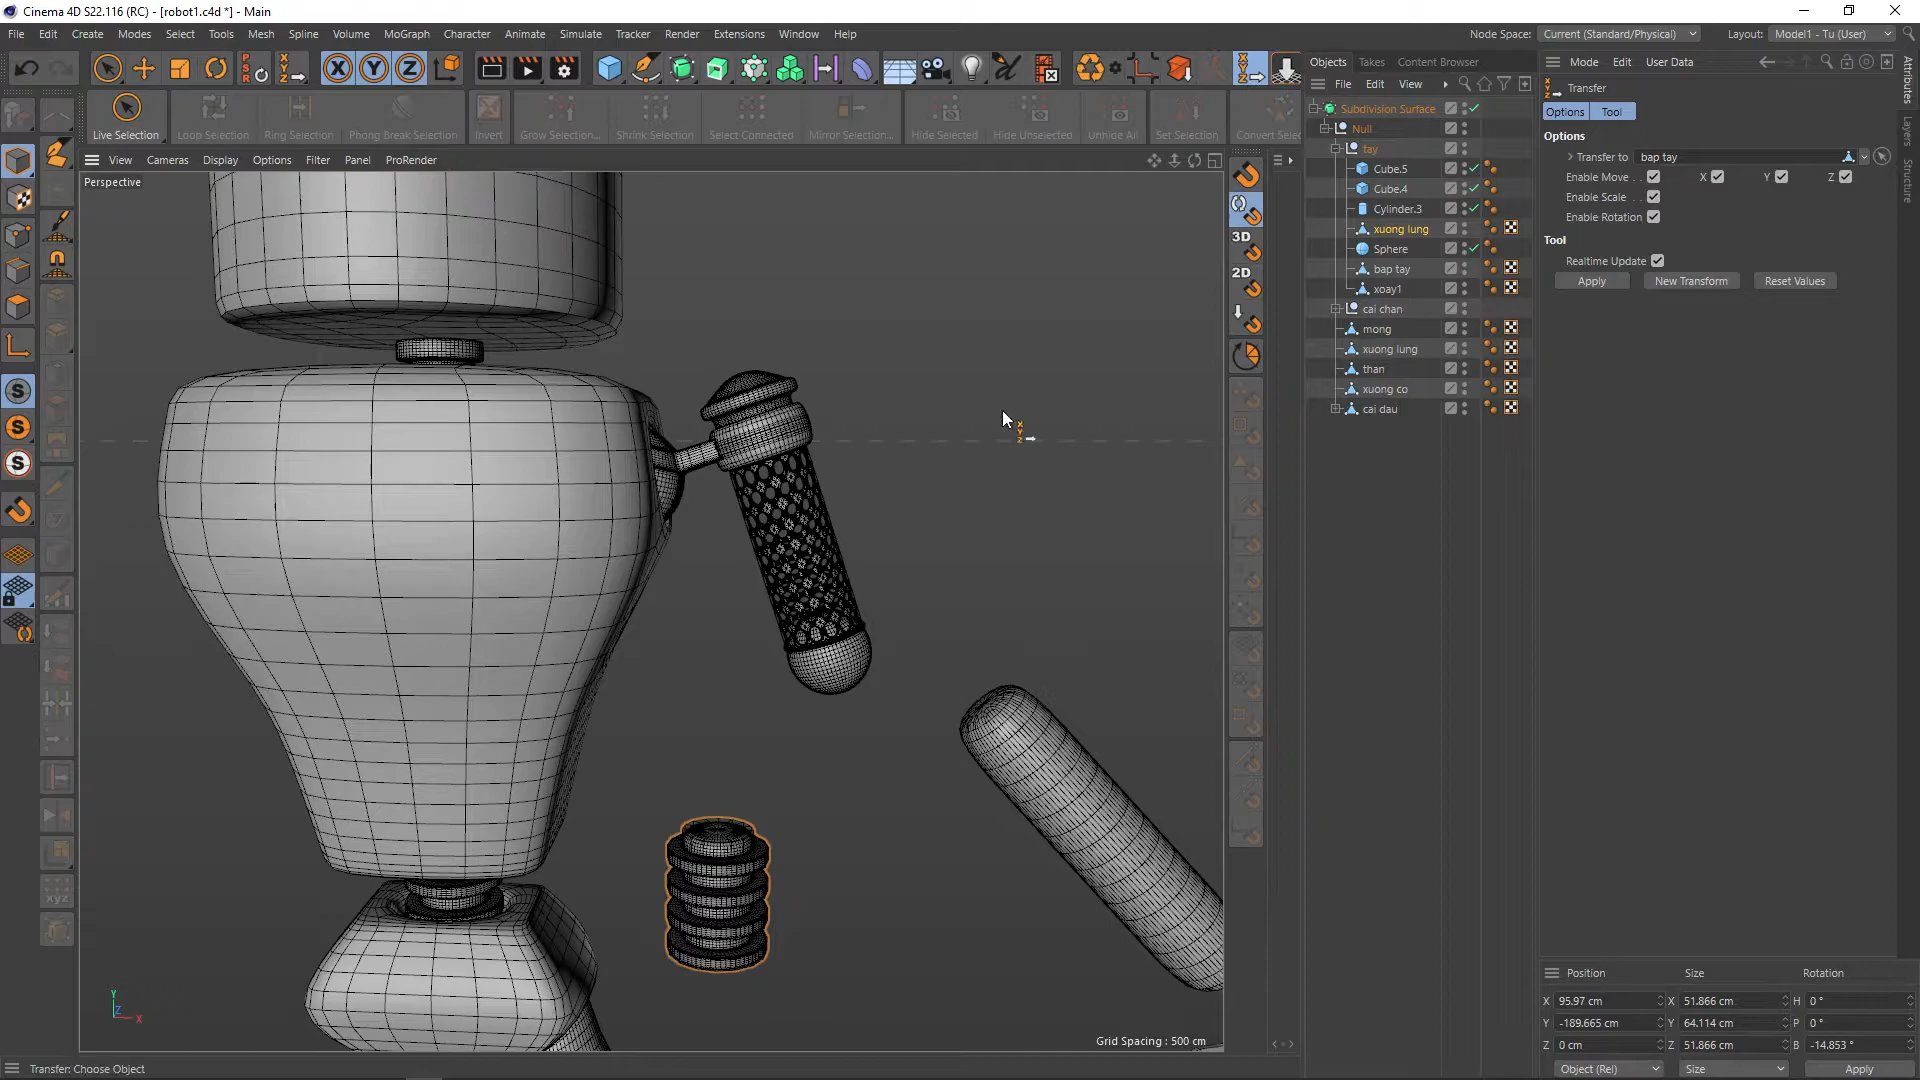 Cinema 4D S22.116 (RC) - [robot1.c4d *] - Main
File Edit Create Modes Select Tools Mesh Spline Volume MoGraph Character Animate Simulate Tracker Render Extensions Window Help
Node Space: Current (Standard/Physical) Layout: Model1 - Tu (User)
Live Selection Loop Selection Ring Selection Phong Break Selection Invert Grow Selection... Shrink Selection Select Connected Mirror Selection... Hide Selected Hide Unselected Unhide All Set Selection Convert Selec
View Cameras Display Options Filter Panel ProRender
Perspective
3D
2D
Grid Spacing : 500 cm
Transfer: Choose Object
Objects Takes Content Browser
File Edit View
Subdivision Surface
Null
tay
Cube.5
Cube.4
Cylinder.3
xuong lung
Sphere
bap tay
xoay1
cai chan
mong
xuong lung
than
xuong co
cai dau
Mode Edit User Data
Transfer
Options Tool
Options
Transfer to bap tay
Enable Move . . X Y Z
Enable Scale . .
Enable Rotation
Tool
Realtime Update
Apply New Transform Reset Values
Attributes
Layers
Structure
Position Size Rotation
X 95.97 cm X 51.866 cm H 0 °
Y -189.665 cm Y 64.114 cm P 0 °
Z 0 cm Z 51.866 cm B -14.853 °
Object (Rel) Size Apply